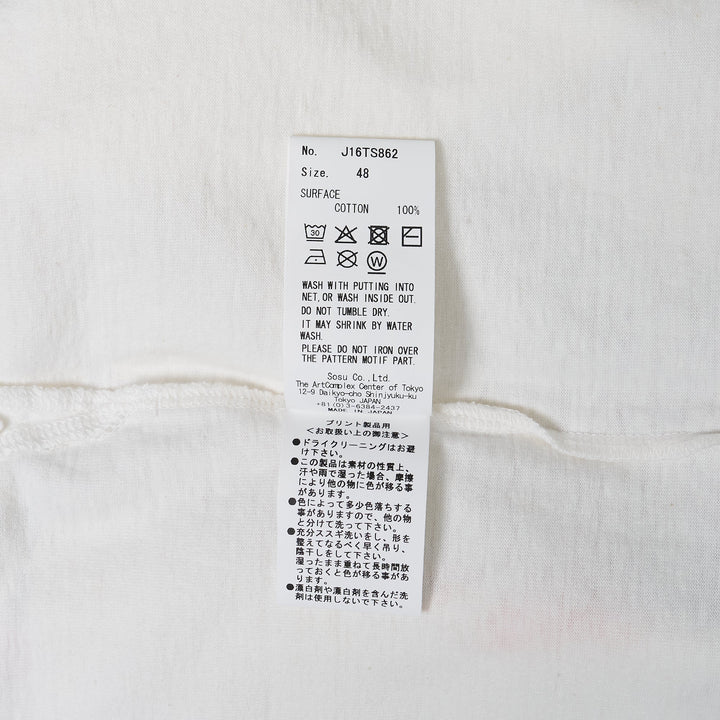 No. J16TS862
Size. 48
SURFACE
COTTON 100%
30
W
WASH WITH PUTTING INTO
NET,OR WASH INSIDE OUT.
DO NOT TUMBLE DRY.
IT MAY SHRINK BY WATER
WASH.
PLEASE DO NOT IRON OVER
THE PATTERN MOTIF PART.
Sosu Co.,Ltd.
The ArtComplex Center of Tokyo
12-9 Daikyo-cho Shinjyuku-ku
Tokyo JAPAN
+81(0)3-6384-2437
MADE IN JAPAN
プリント製品用
<お取扱い上の御注意>
●ドライクリーニングはお避
け下さい。
●この製品は素材の性質上、
汗や雨で湿った場合、摩擦
により他の物に色が移る事
があります。
●色によって多少色落ちする
事がありますので、他の物
と分けて洗って下さい。
●充分ススギ洗いをし、形を
整えてなるべく早く吊り、
陰干しをして下さい。
湿ったまま重ねて長時間放
っておくと色が移る事があ
ります。
●漂白剤や漂白剤を含んだ洗
剤は使用しないで下さい。